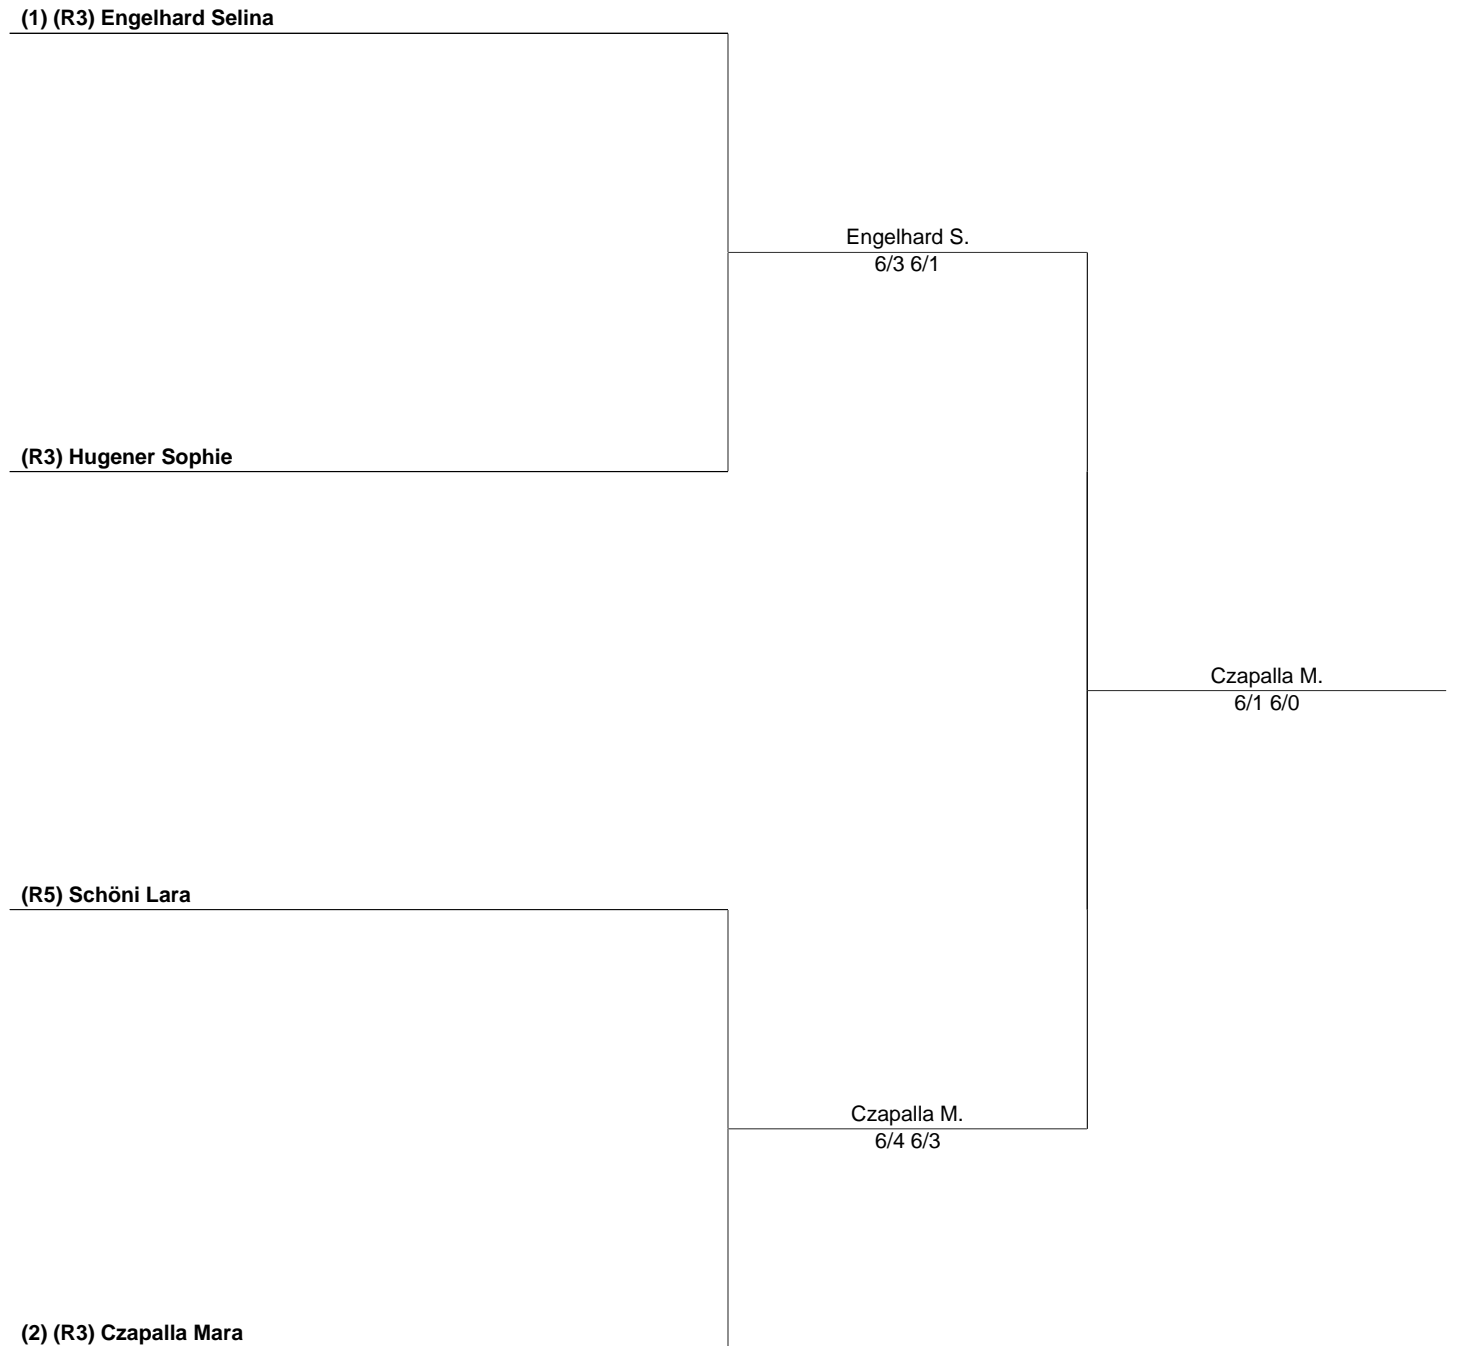 (1) (R3) Engelhard Selina
Engelhard S.
6/3 6/1
(R3) Hugener Sophie
Czapalla M.
6/1 6/0
(R5) Schöni Lara
Czapalla M.
6/4 6/3
(2) (R3) Czapalla Mara